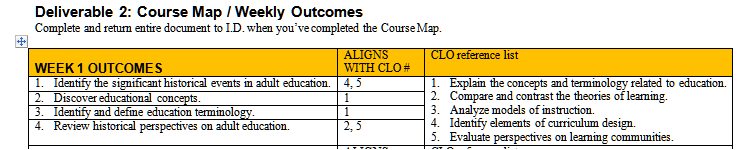 Deliverable 2: Course Map / Weekly Outcomes
Complete and return entire document to I.D. when you've completed the Course Map.
WEEK 1 OUTCOMES
ALIGNS
WITH CLO #
CLO reference list
1. Identify the significant historical events in adult education. 4, 5
2. Discover educational concepts. 1
3. Identify and define education terminology. 1
4. Review historical perspectives on adult education. 2, 5
1. Explain the concepts and terminology related to education.
2. Compare and contrast the theories of learning.
3. Analyze models of instruction.
4. Identify elements of curriculum design.
5. Evaluate perspectives on learning communities.